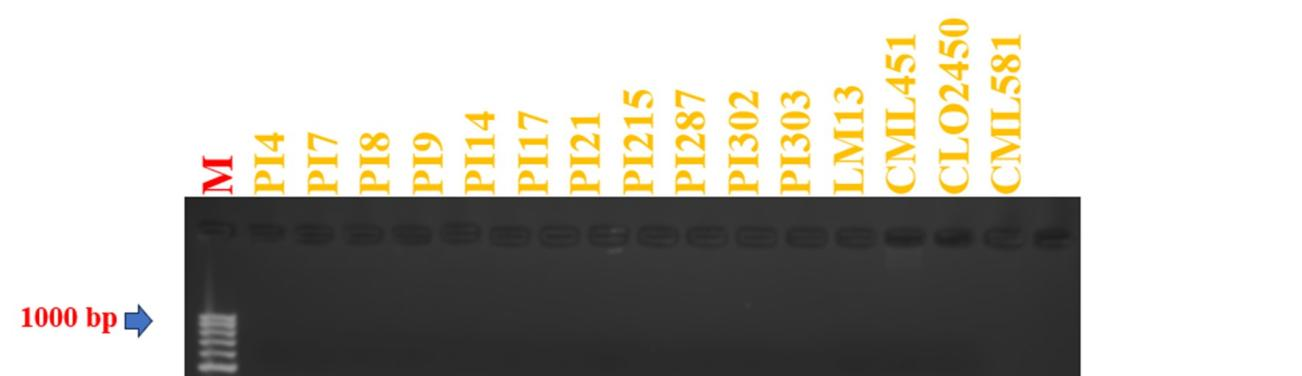 M
PI4
PI7
PI8
PI9
PI14
PI17
PI21
PI215
PI287
PI302
PI303
LM13
CML451
CLO2450
CML581
1000 bp